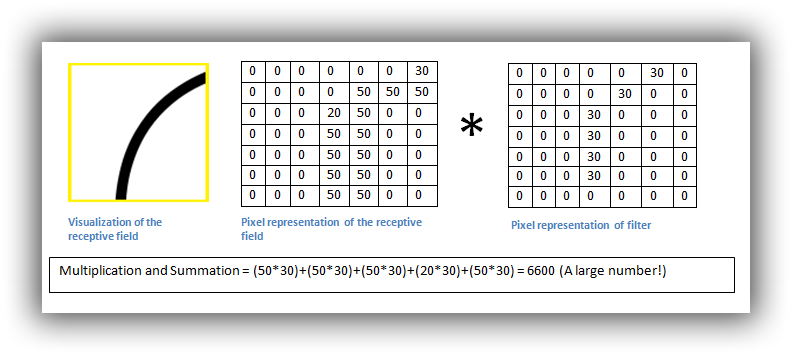 0 0 0 0 0 0 30
0 0 0 0 50 50 50
0 0 0 20 50 0 0
0 0 0 50 50 0 0
0 0 0 50 50 0 0
0 0 0 50 50 0 0
0 0 0 50 50 0 0
*
0 0 0 0 0 30 0
0 0 0 0 30 0 0
0 0 0 30 0 0 0
0 0 0 30 0 0 0
0 0 0 30 0 0 0
0 0 0 30 0 0 0
0 0 0 0 0 0 0
Visualization of the
receptive field
Pixel representation of the receptive
field
Pixel representation of filter
Multiplication and Summation = (50*30)+(50*30)+(50*30)+(20*30)+(50*30) = 6600 (A large number!)